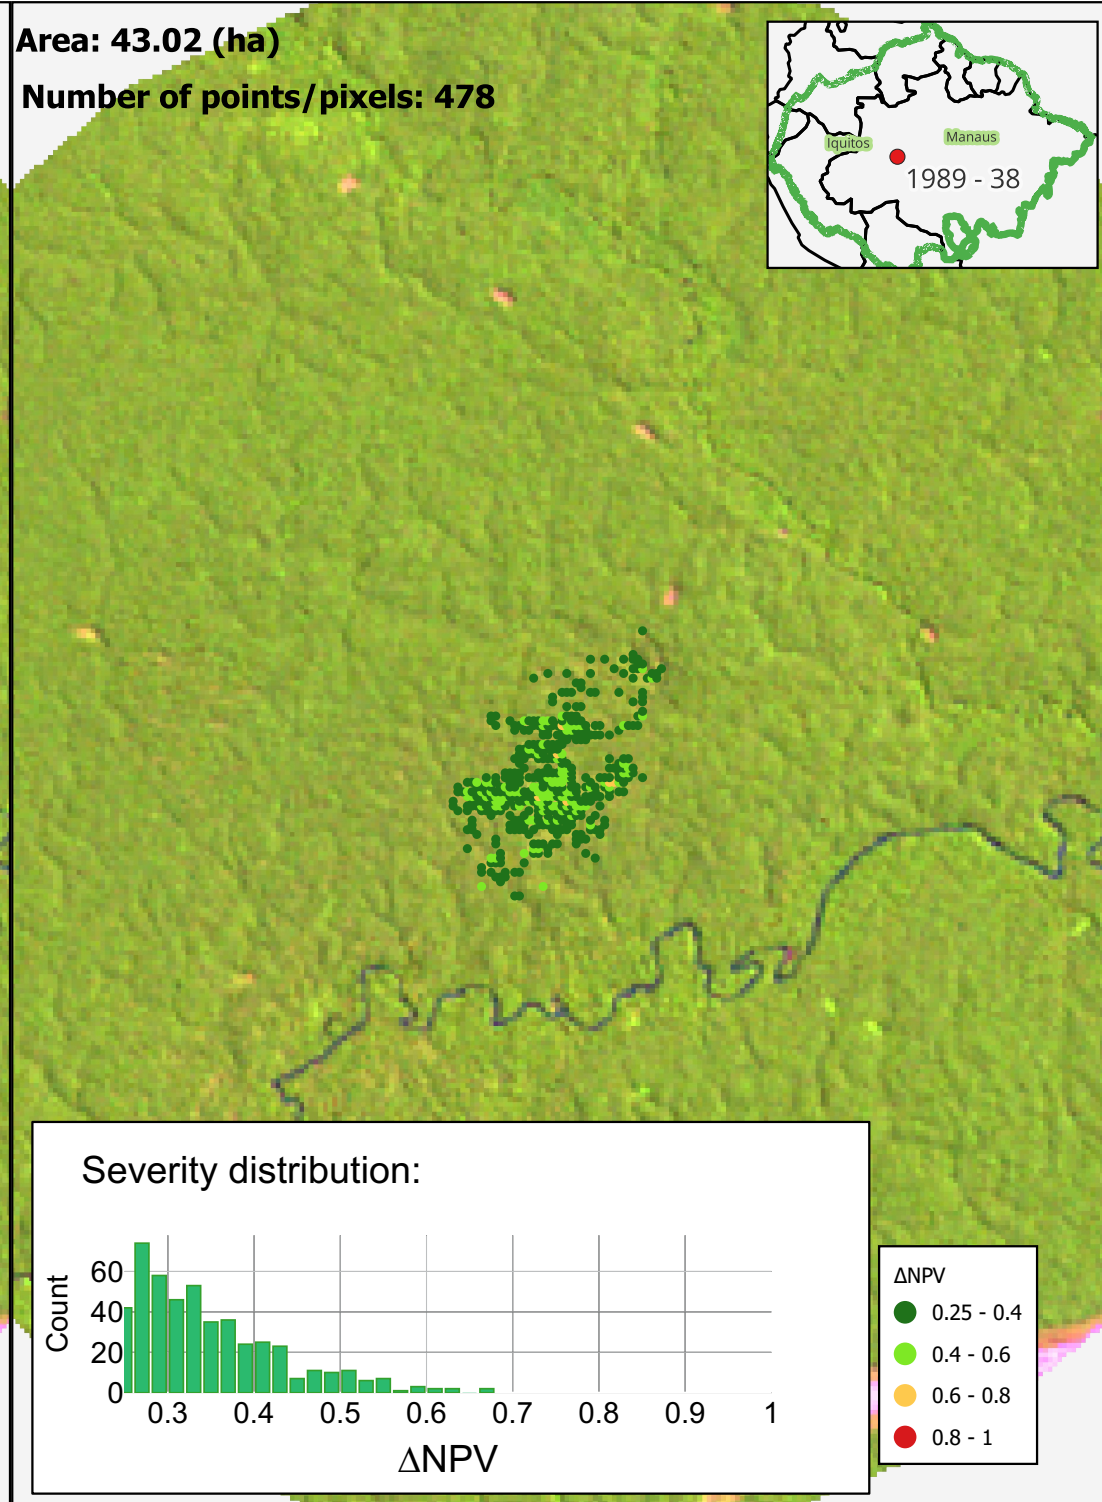 Area: 43.02 (ha)
Number of points/pixels: 478
Iquitos
Manaus
1989 - 38
Severity distribution:
Count
60
40
20
0
0.3 0.4 0.5 0.6 0.7 0.8 0.9 1
ΔNPV
ΔNPV
0.25 - 0.4
0.4 - 0.6
0.6 - 0.8
0.8 - 1